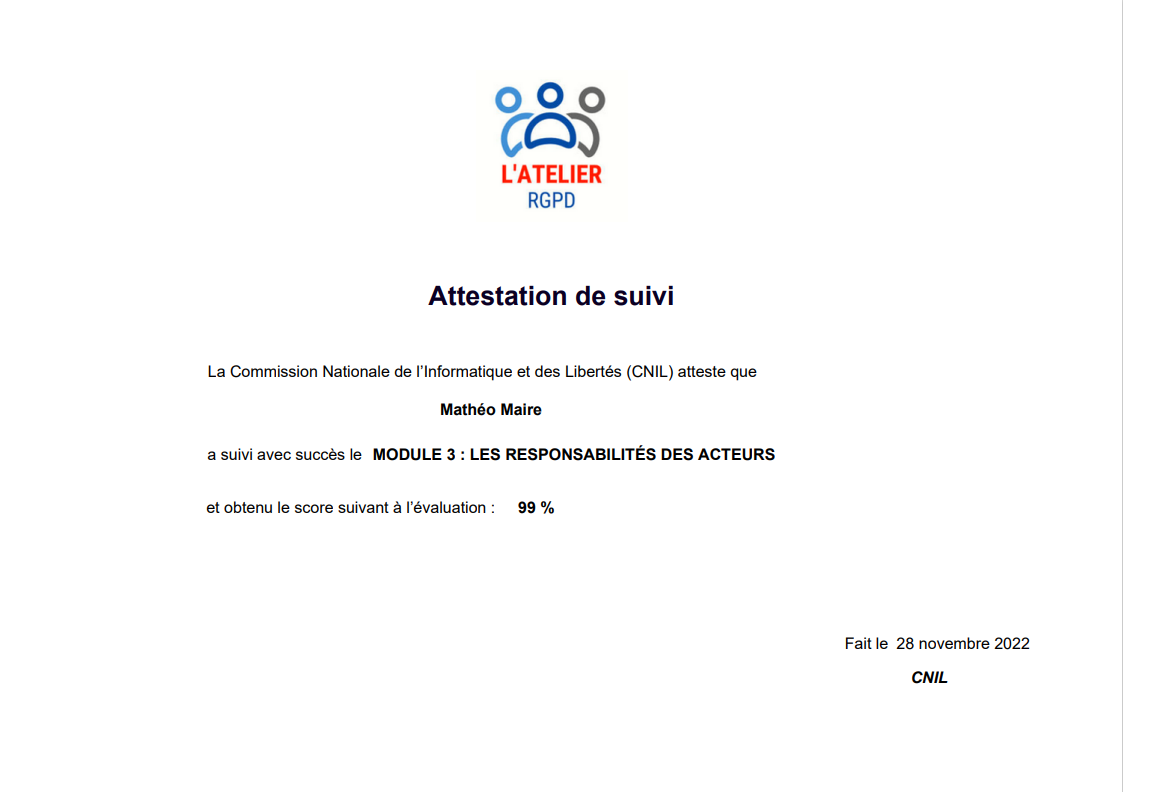 L'ATELIER
RGPD
Attestation de suivi
La Commission Nationale de l’Informatique et des Libertés (CNIL) atteste que
Mathéo Maire
a suivi avec succès le MODULE 3 : LES RESPONSABILITÉS DES ACTEURS
et obtenu le score suivant à l’évaluation : 99 %
Fait le 28 novembre 2022
CNIL